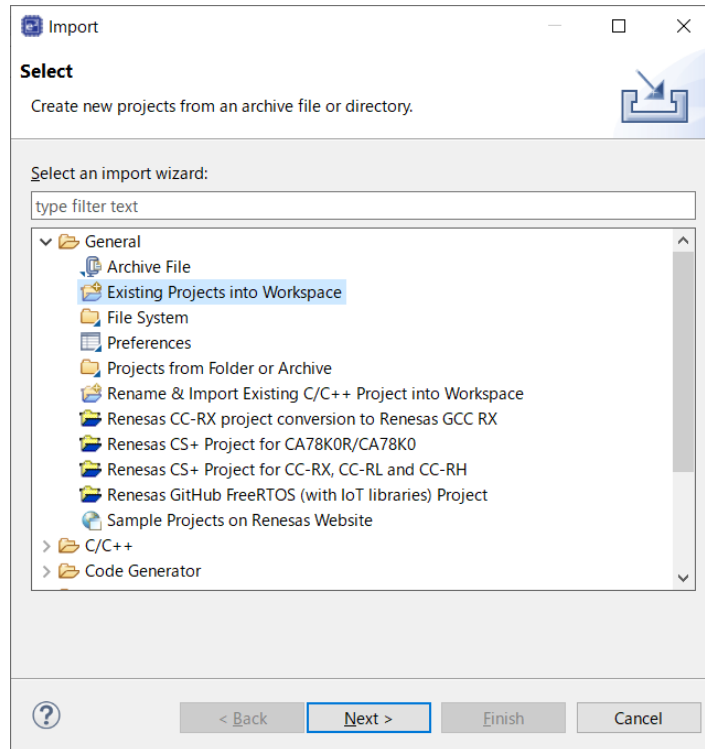 Import
Select
Create new projects from an archive file or directory.
Select an import wizard:
type filter text
General
Archive File
Existing Projects into Workspace
File System
Preferences
Projects from Folder or Archive
Rename & Import Existing C/C++ Project into Workspace
Renesas CC-RX project conversion to Renesas GCC RX
Renesas CS+ Project for CA78K0R/CA78K0
Renesas CS+ Project for CC-RX, CC-RL and CC-RH
Renesas GitHub FreeRTOS (with IoT libraries) Project
Sample Projects on Renesas Website
C/C++
Code Generator
? < Back Next > Finish Cancel